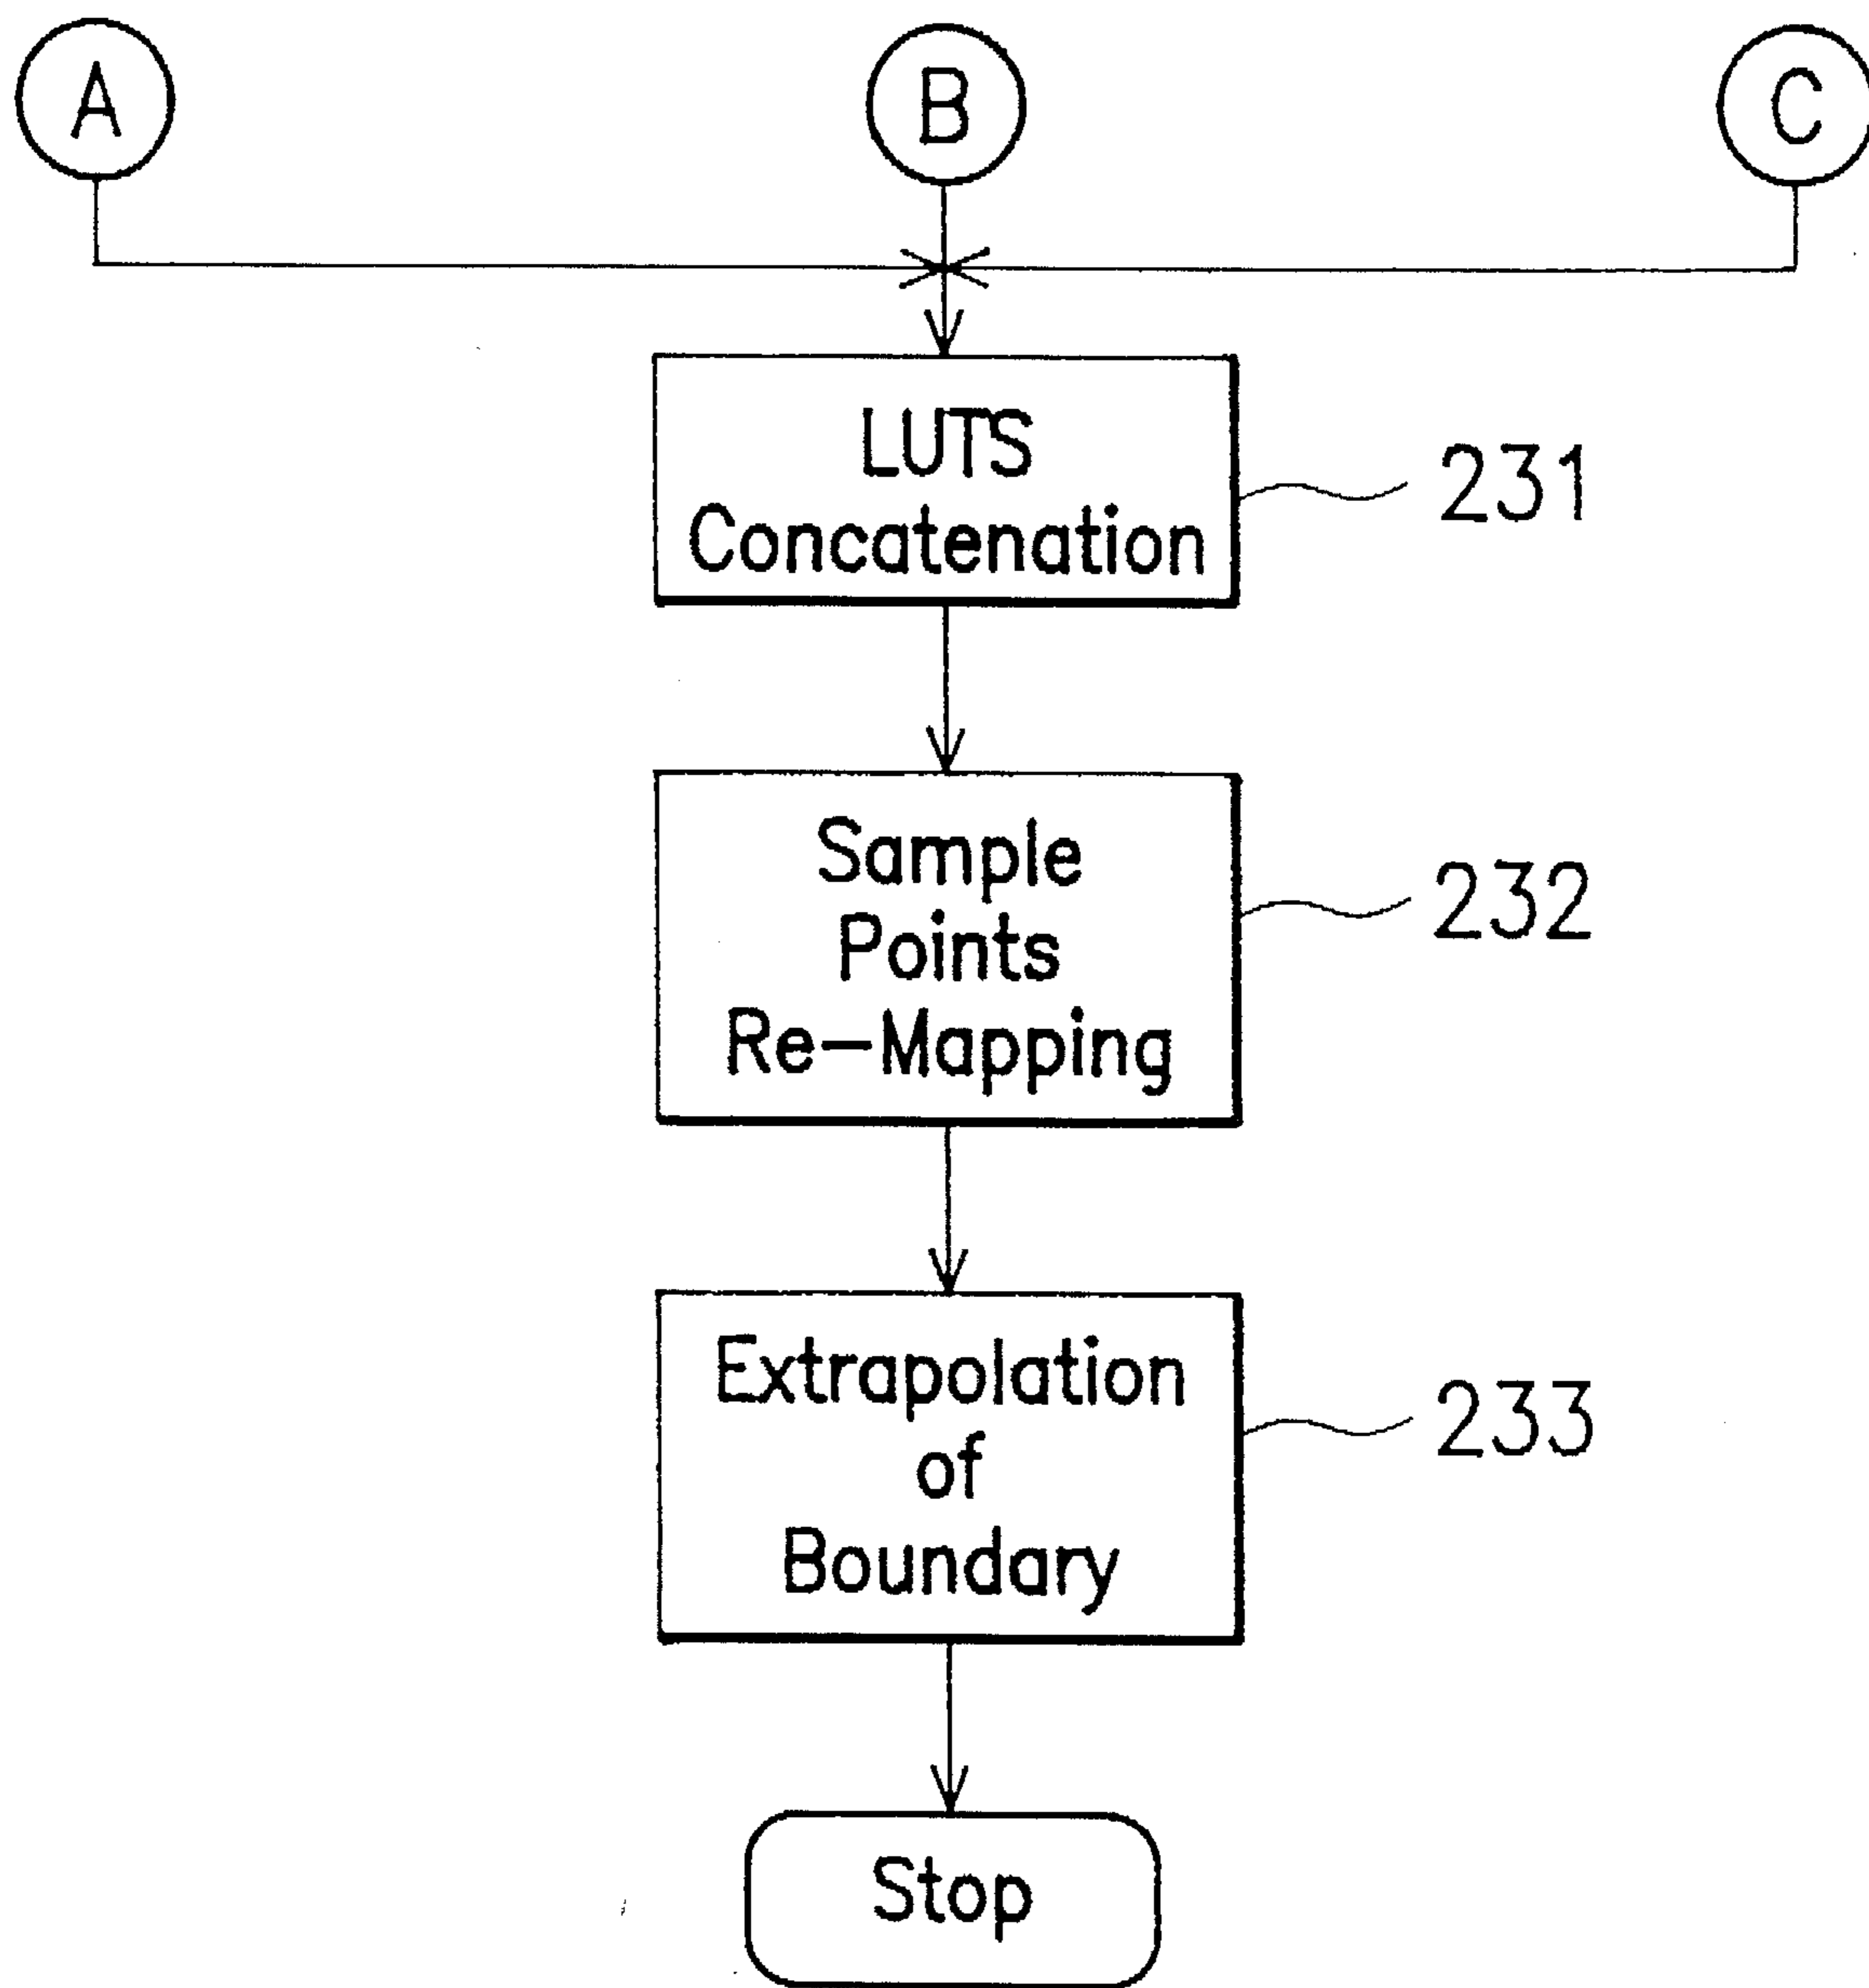 A
B
C
LUTS
Concatenation
231
Sample
Points
Re-Mapping
232
Extrapolation
of
Boundary
233
Stop